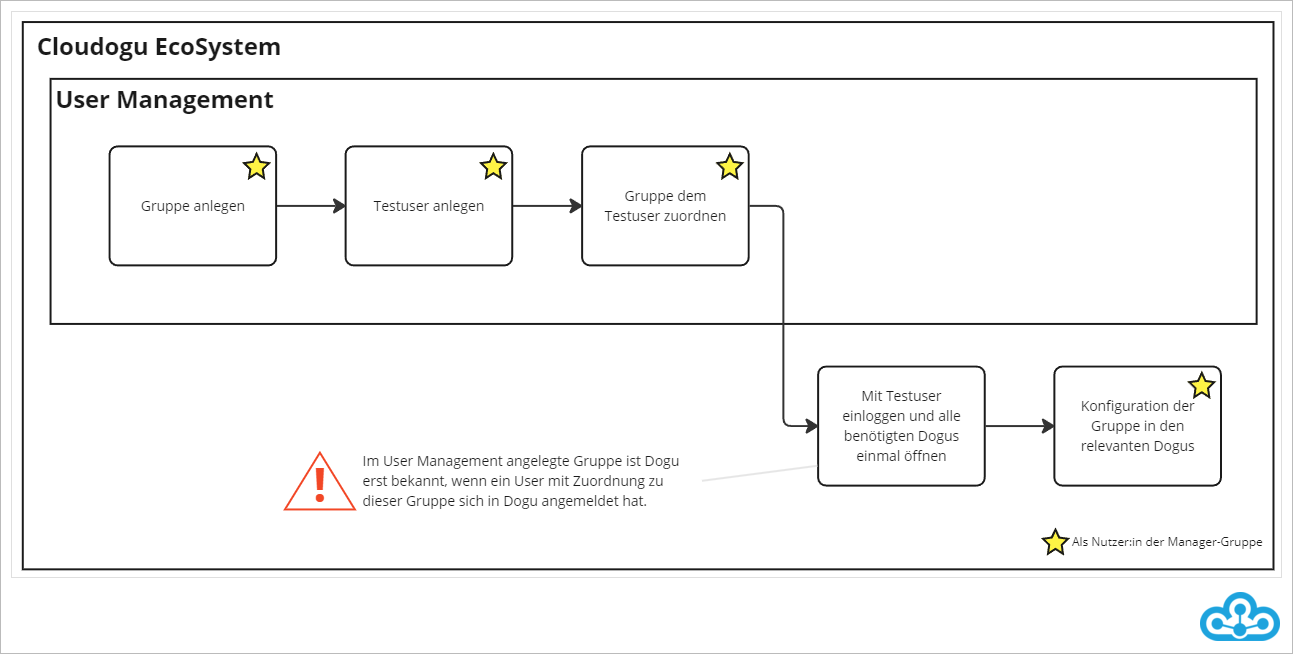 Cloudogu EcoSystem
User Management
Gruppe anlegen
Testuser anlegen
Gruppe dem
Testuser zuordnen
Mit Testuser
einloggen und alle
benötigten Dogus
einmal öffnen
Konfiguration der
Gruppe in den
relevanten Dogus
Im User Management angelegte Gruppe ist Dogu
erst bekannt, wenn ein User mit Zuordnung zu
dieser Gruppe sich in Dogu angemeldet hat.
Als Nutzer:in der Manager-Gruppe